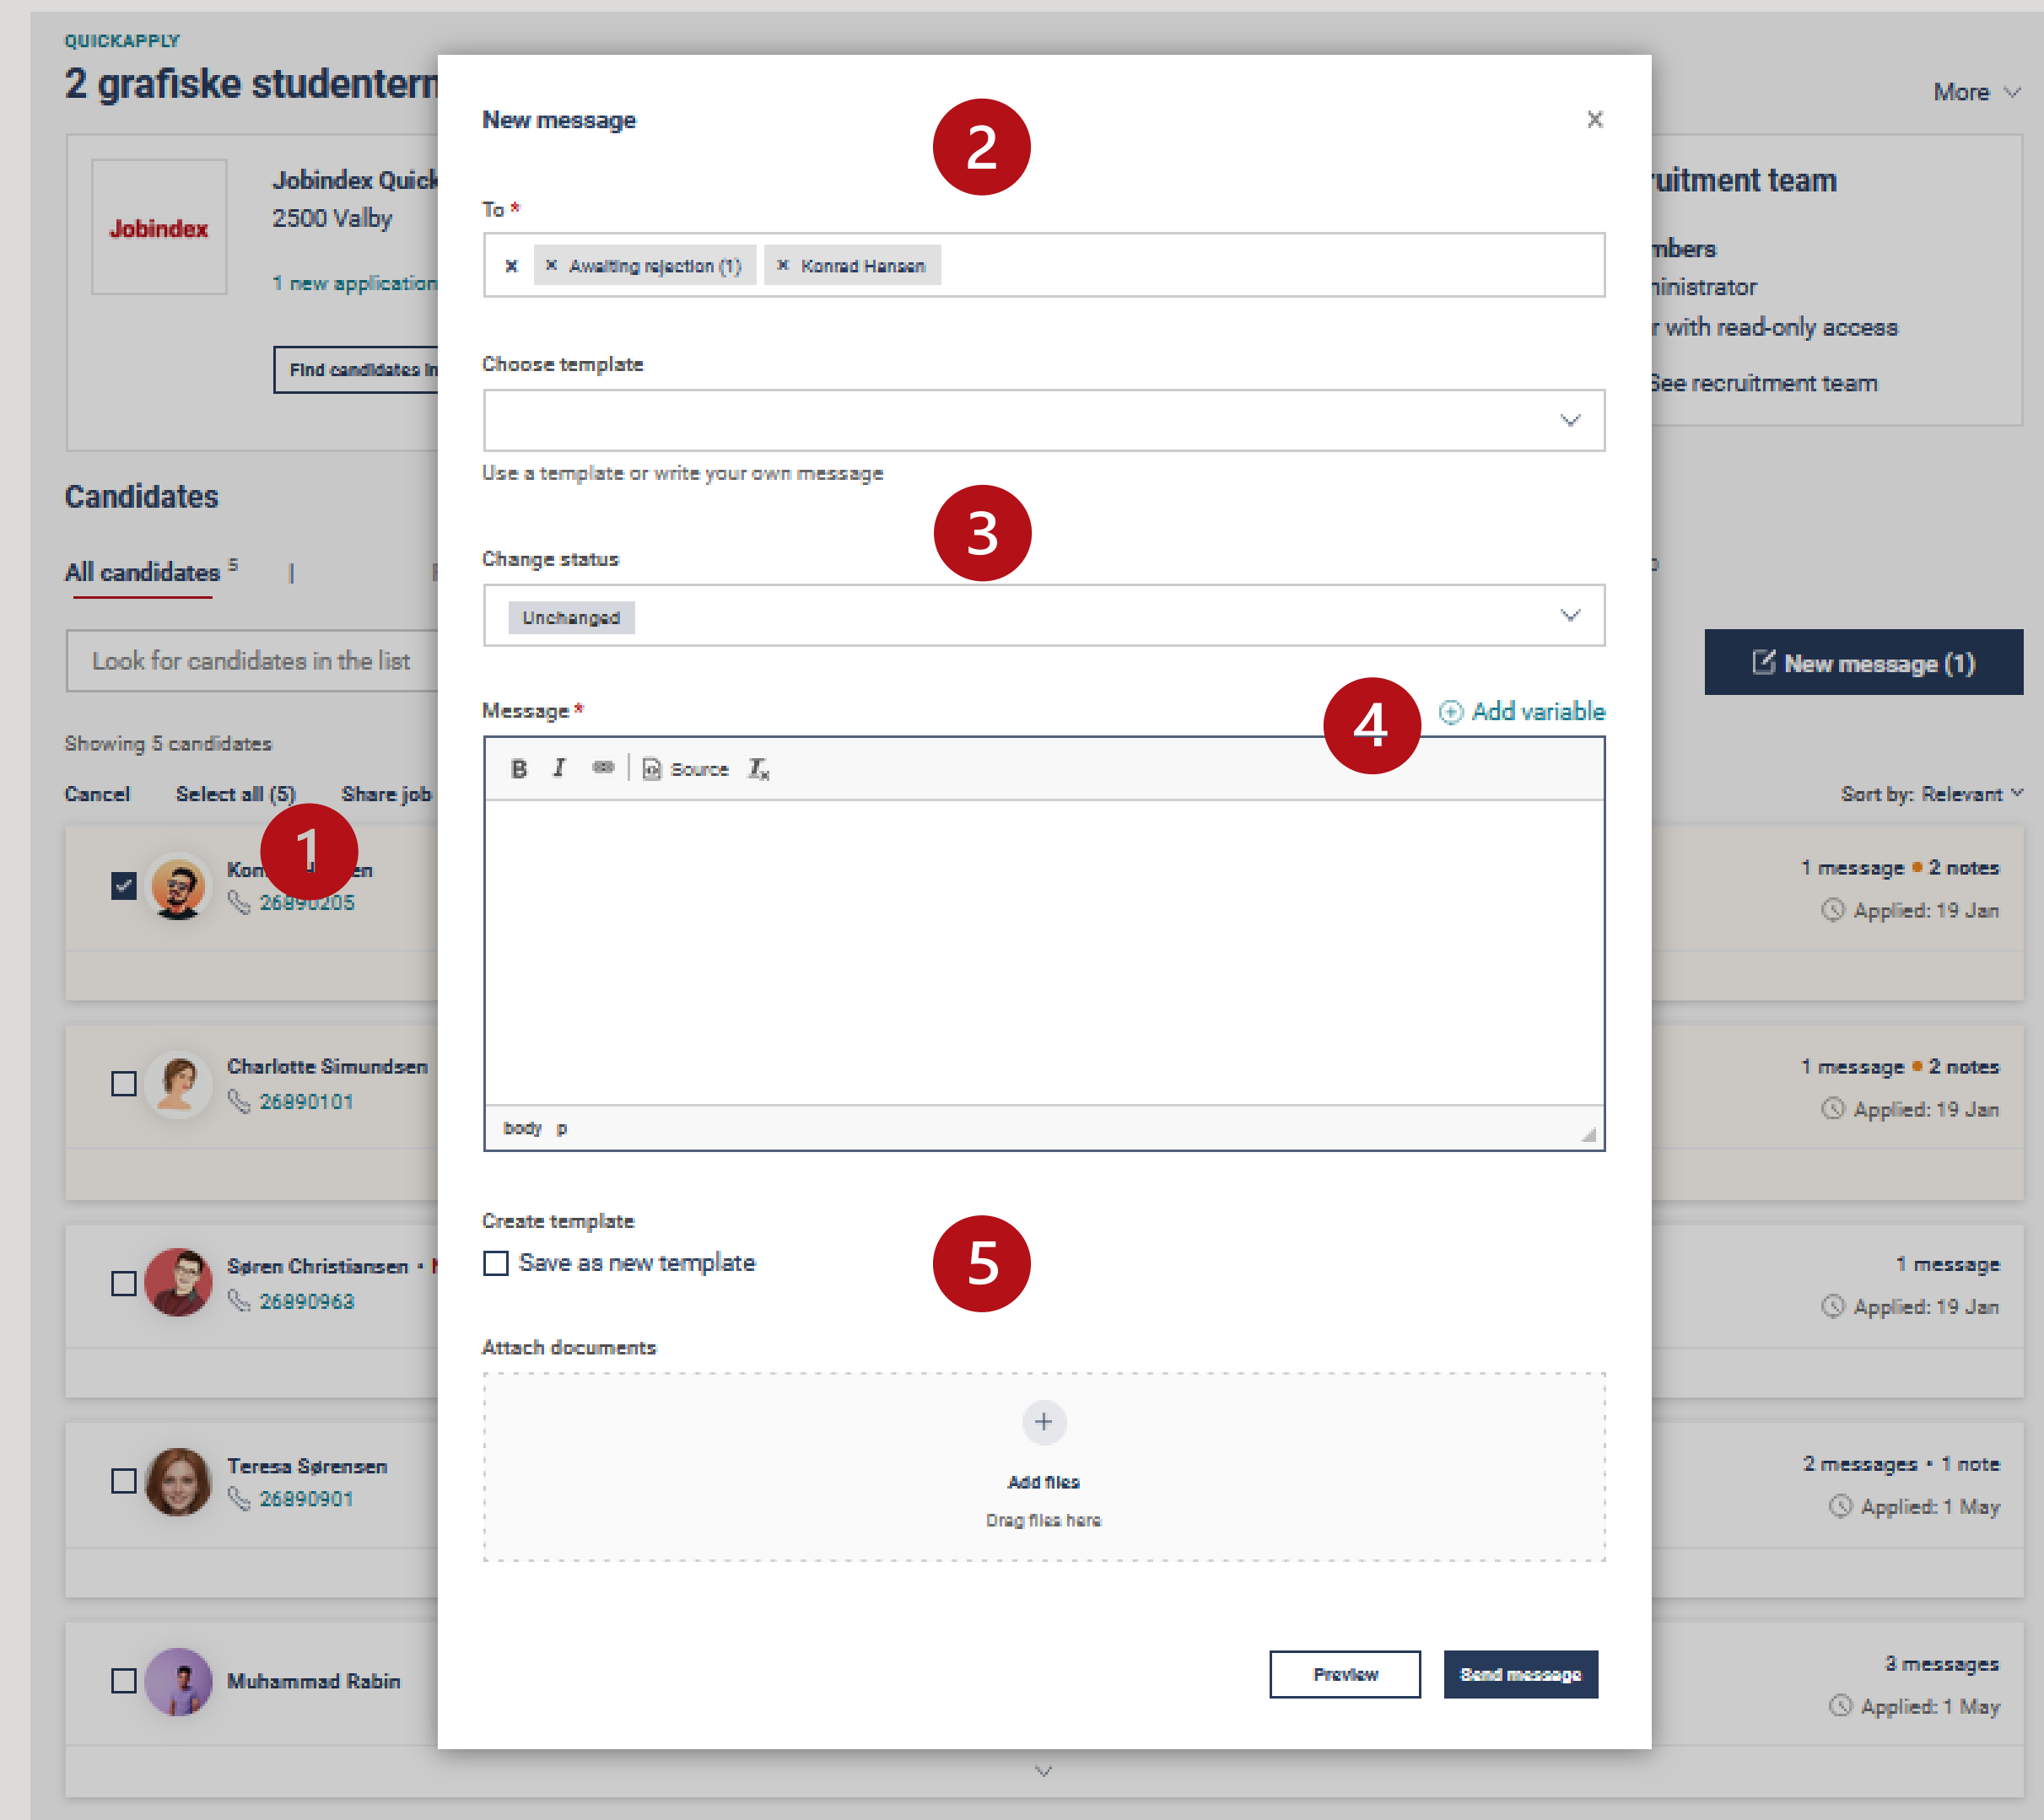 QUICKAPPLY
2 grafiske studentern
More
Jobindex
Jobindex Quick
2500 Valby
1 new application
Find candidates in
ruitment team
mbers
ministrator
r with read-only access
See recruitment team
Candidates
All candidates 5 |
Look for candidates in the list
New message (1)
Showing 5 candidates
Cancel Select all (5) Share job
Sort by: Relevant
1
26890205
1 message • 2 notes
Applied: 19 Jan
Charlotte Simundsen
26890101
1 message • 2 notes
Applied: 19 Jan
Søren Christiansen •
26890963
1 message
Applied: 19 Jan
Teresa Sørensen
26890901
2 messages • 1 note
Applied: 1 May
Muhammad Rabin
3 messages
Applied: 1 May
New message
2
To *
× × Awaiting rejection (1) × Konrad Hansen
Choose template
Use a template or write your own message
3
Change status
Unchanged
Message *
4
Add variable
B I Source Tx
body p
Create template
Save as new template
5
Attach documents
+
Add files
Drag files here
Preview
Send message